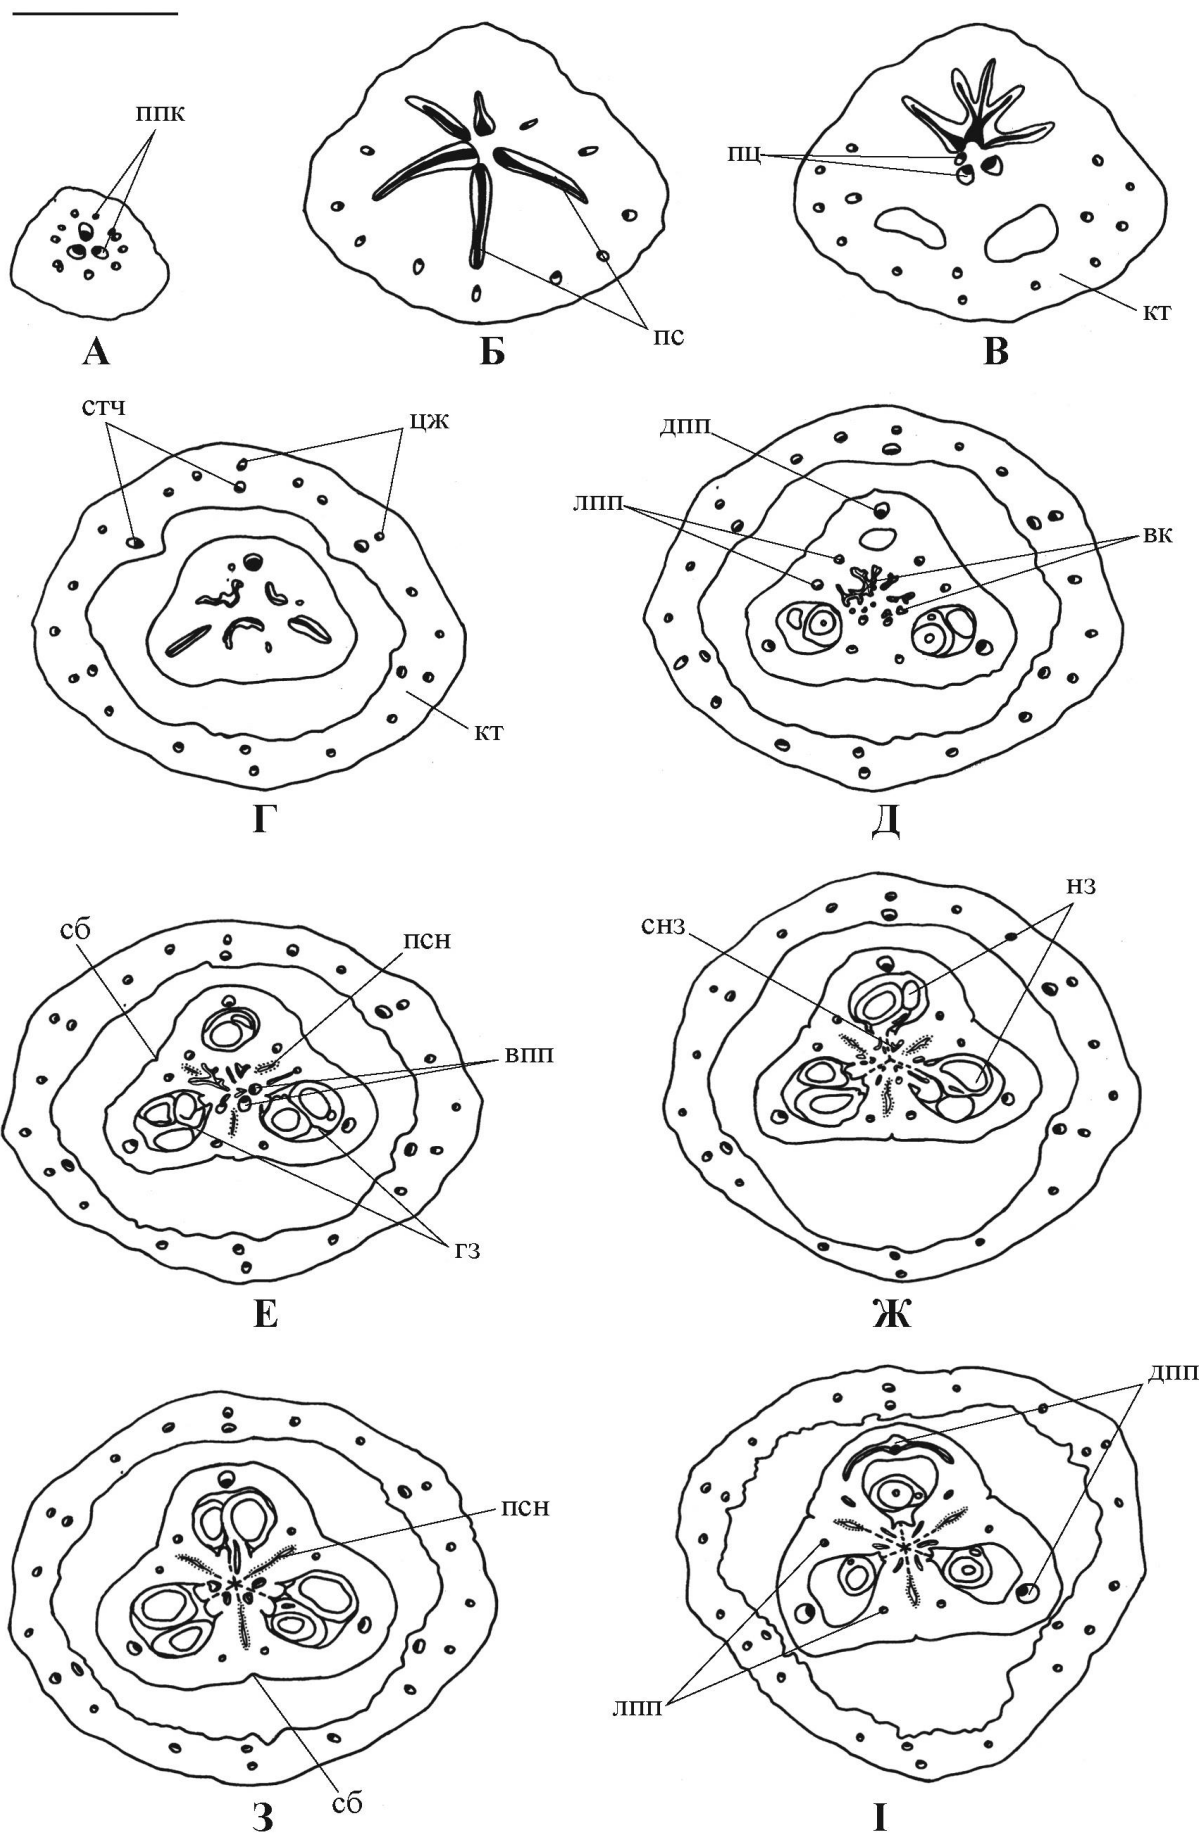 ппк
А
Б
пс
пц
кт
В
стч
цж
кт
Г
дпп
лпп
вк
Д
сб
псн
впп
гз
Е
нз
снз
Ж
псн
сб
З
дпп
лпп
І